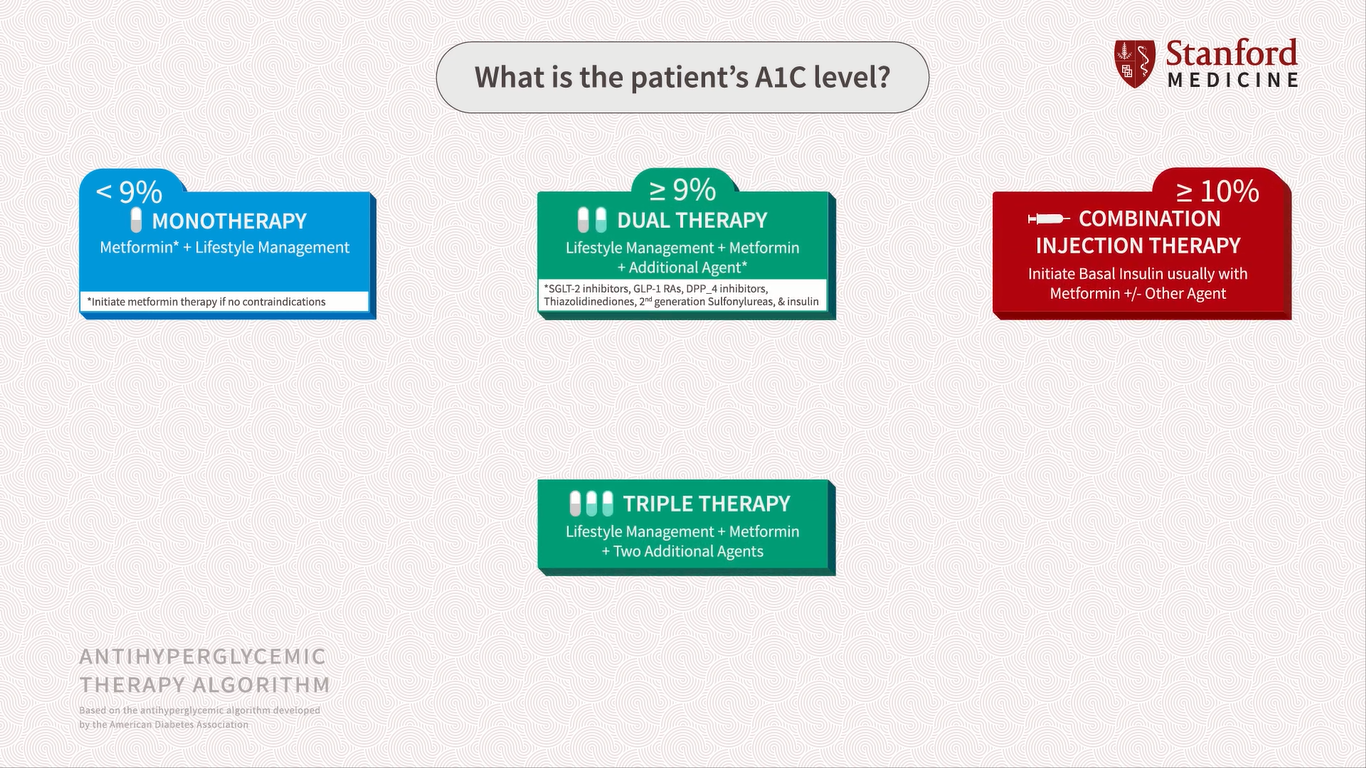 What is the patient’s A1C level?
Stanford
MEDICINE
< 9%
MONOTHERAPY
Metformin* + Lifestyle Management
*Initiate metformin therapy if no contraindications
≥ 9%
DUAL THERAPY
Lifestyle Management + Metformin
+ Additional Agent*
*SGLT-2 inhibitors, GLP-1 RAs, DPP_4 inhibitors,
Thiazolidinediones, 2nd generation Sulfonylureas, & insulin
≥ 10%
COMBINATION
INJECTION THERAPY
Initiate Basal Insulin usually with
Metformin +/- Other Agent
TRIPLE THERAPY
Lifestyle Management + Metformin
+ Two Additional Agents
ANTIHYPERGLYCEMIC
THERAPY ALGORITHM
Based on the antihyperglycemic algorithm developed
by the American Diabetes Association